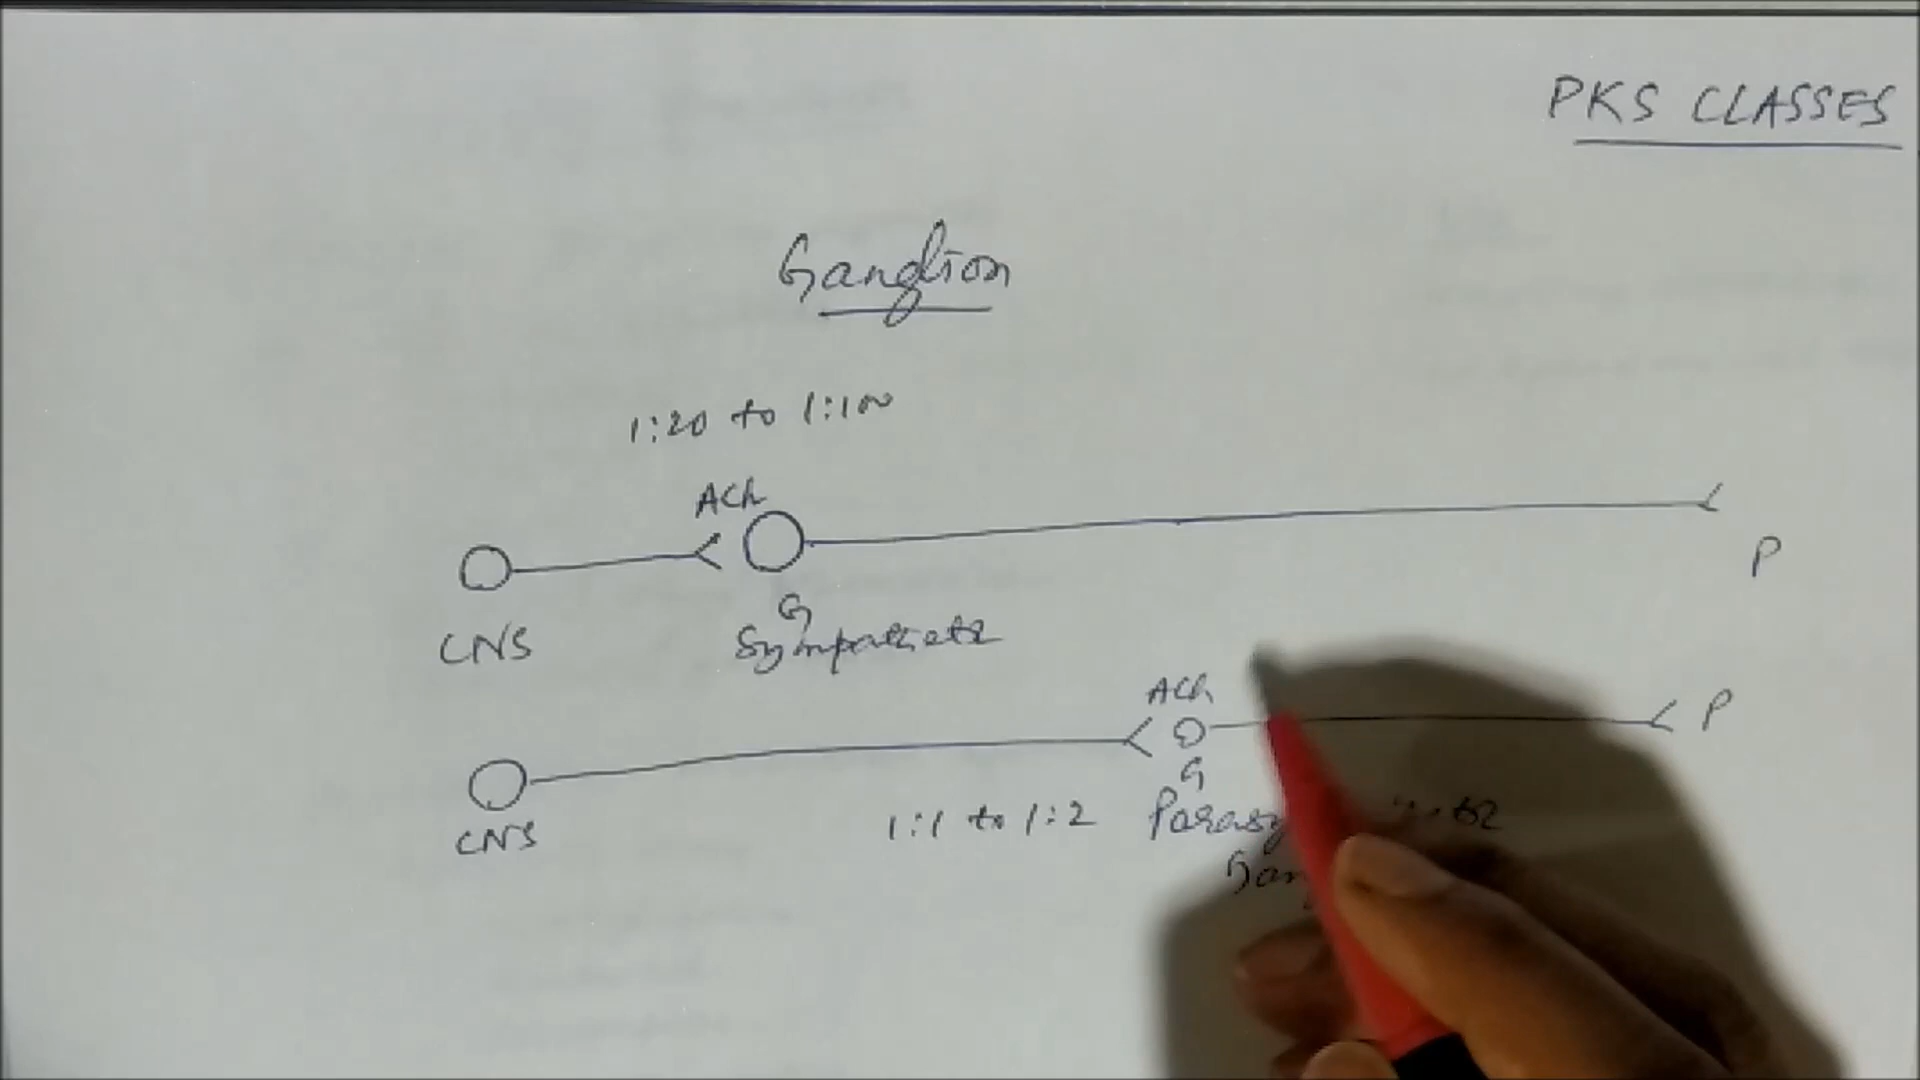 PKS CLASSES
Ganglion
1:20 to 1:100
ACh
CNS
G
P
Sympathetic
ACh
P
CNS
G
1:1 to 1:2